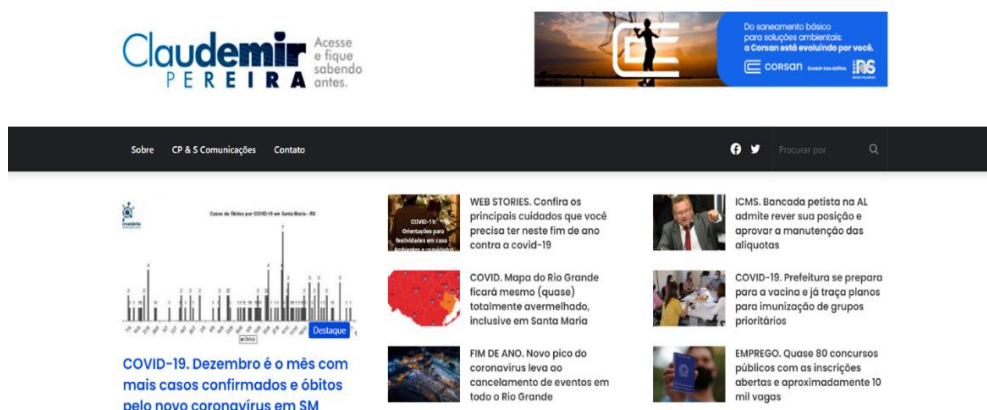 Claudemir
PEREIRA
Acesse
e fique
sabendo
antes.
Do saneamento básico
para soluções ambientais:
a Corsan está evoluindo por você.
CORSAN
Sobre
CP & S Comunicações
Contato
Procurar por
Casos de Óbitos por COVID-19 em Santa Maria - RS
Destaque
COVID-19. Dezembro é o mês com
mais casos confirmados e óbitos
pelo novo coronavírus em SM
COVID-19:
Orientações para
festividades em casa
Ambientes e convidados
WEB STORIES. Confira os
principais cuidados que você
precisa ter neste fim de ano
contra a covid-19
COVID. Mapa do Rio Grande
ficará mesmo (quase)
totalmente avermelhado,
inclusive em Santa Maria
FIM DE ANO. Novo pico do
coronavírus leva ao
cancelamento de eventos em
todo o Rio Grande
ICMS. Bancada petista na AL
admite rever sua posição e
aprovar a manutenção das
alíquotas
COVID-19. Prefeitura se prepara
para a vacina e já traça planos
para imunização de grupos
prioritários
EMPREGO. Quase 80 concursos
públicos com as inscrições
abertas e aproximadamente 10
mil vagas